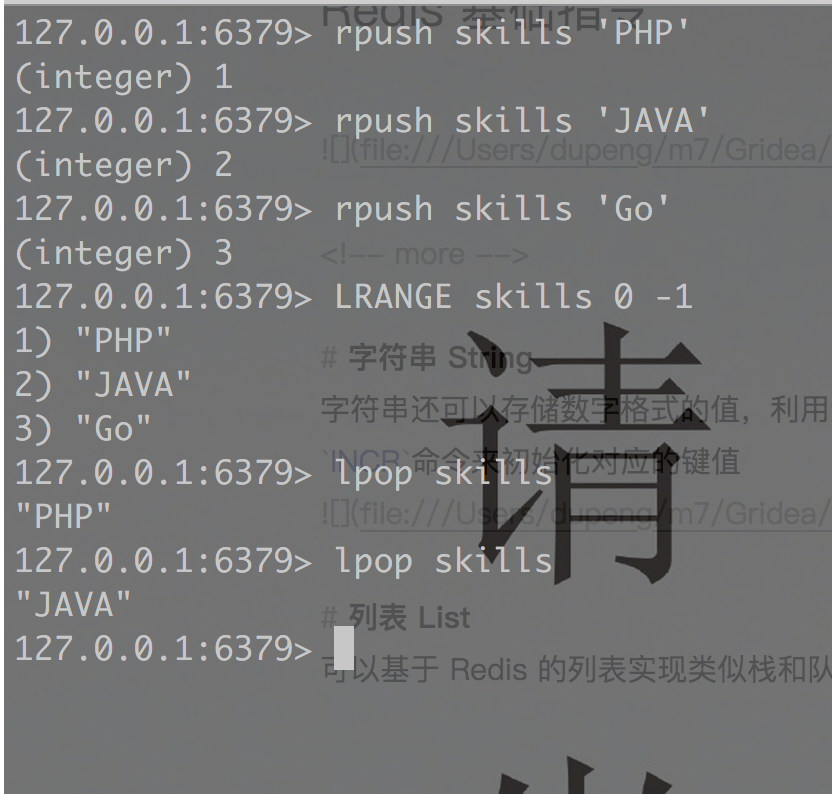 Redis 基础指令
127.0.0.1:6379> rpush skills 'PHP'
(integer) 1
127.0.0.1:6379> rpush skills 'JAVA'
![](file:///Users/dupeng/m7/Gridea/
(integer) 2
127.0.0.1:6379> rpush skills 'Go'
(integer) 3
<!-- more -->
127.0.0.1:6379> LRANGE skills 0 -1
1) "PHP"
# 字符串 String
2) "JAVA"
字符串还可以存储数字格式的值，利用
3) "Go"
`INCR`命令来初始化对应的键值
请
127.0.0.1:6379> lpop skills
"PHP"
![](file:///Users/dupeng/m7/Gridea/
127.0.0.1:6379> lpop skills
"JAVA"
# 列表 List
127.0.0.1:6379>
可以基于 Redis 的列表实现类似栈和队